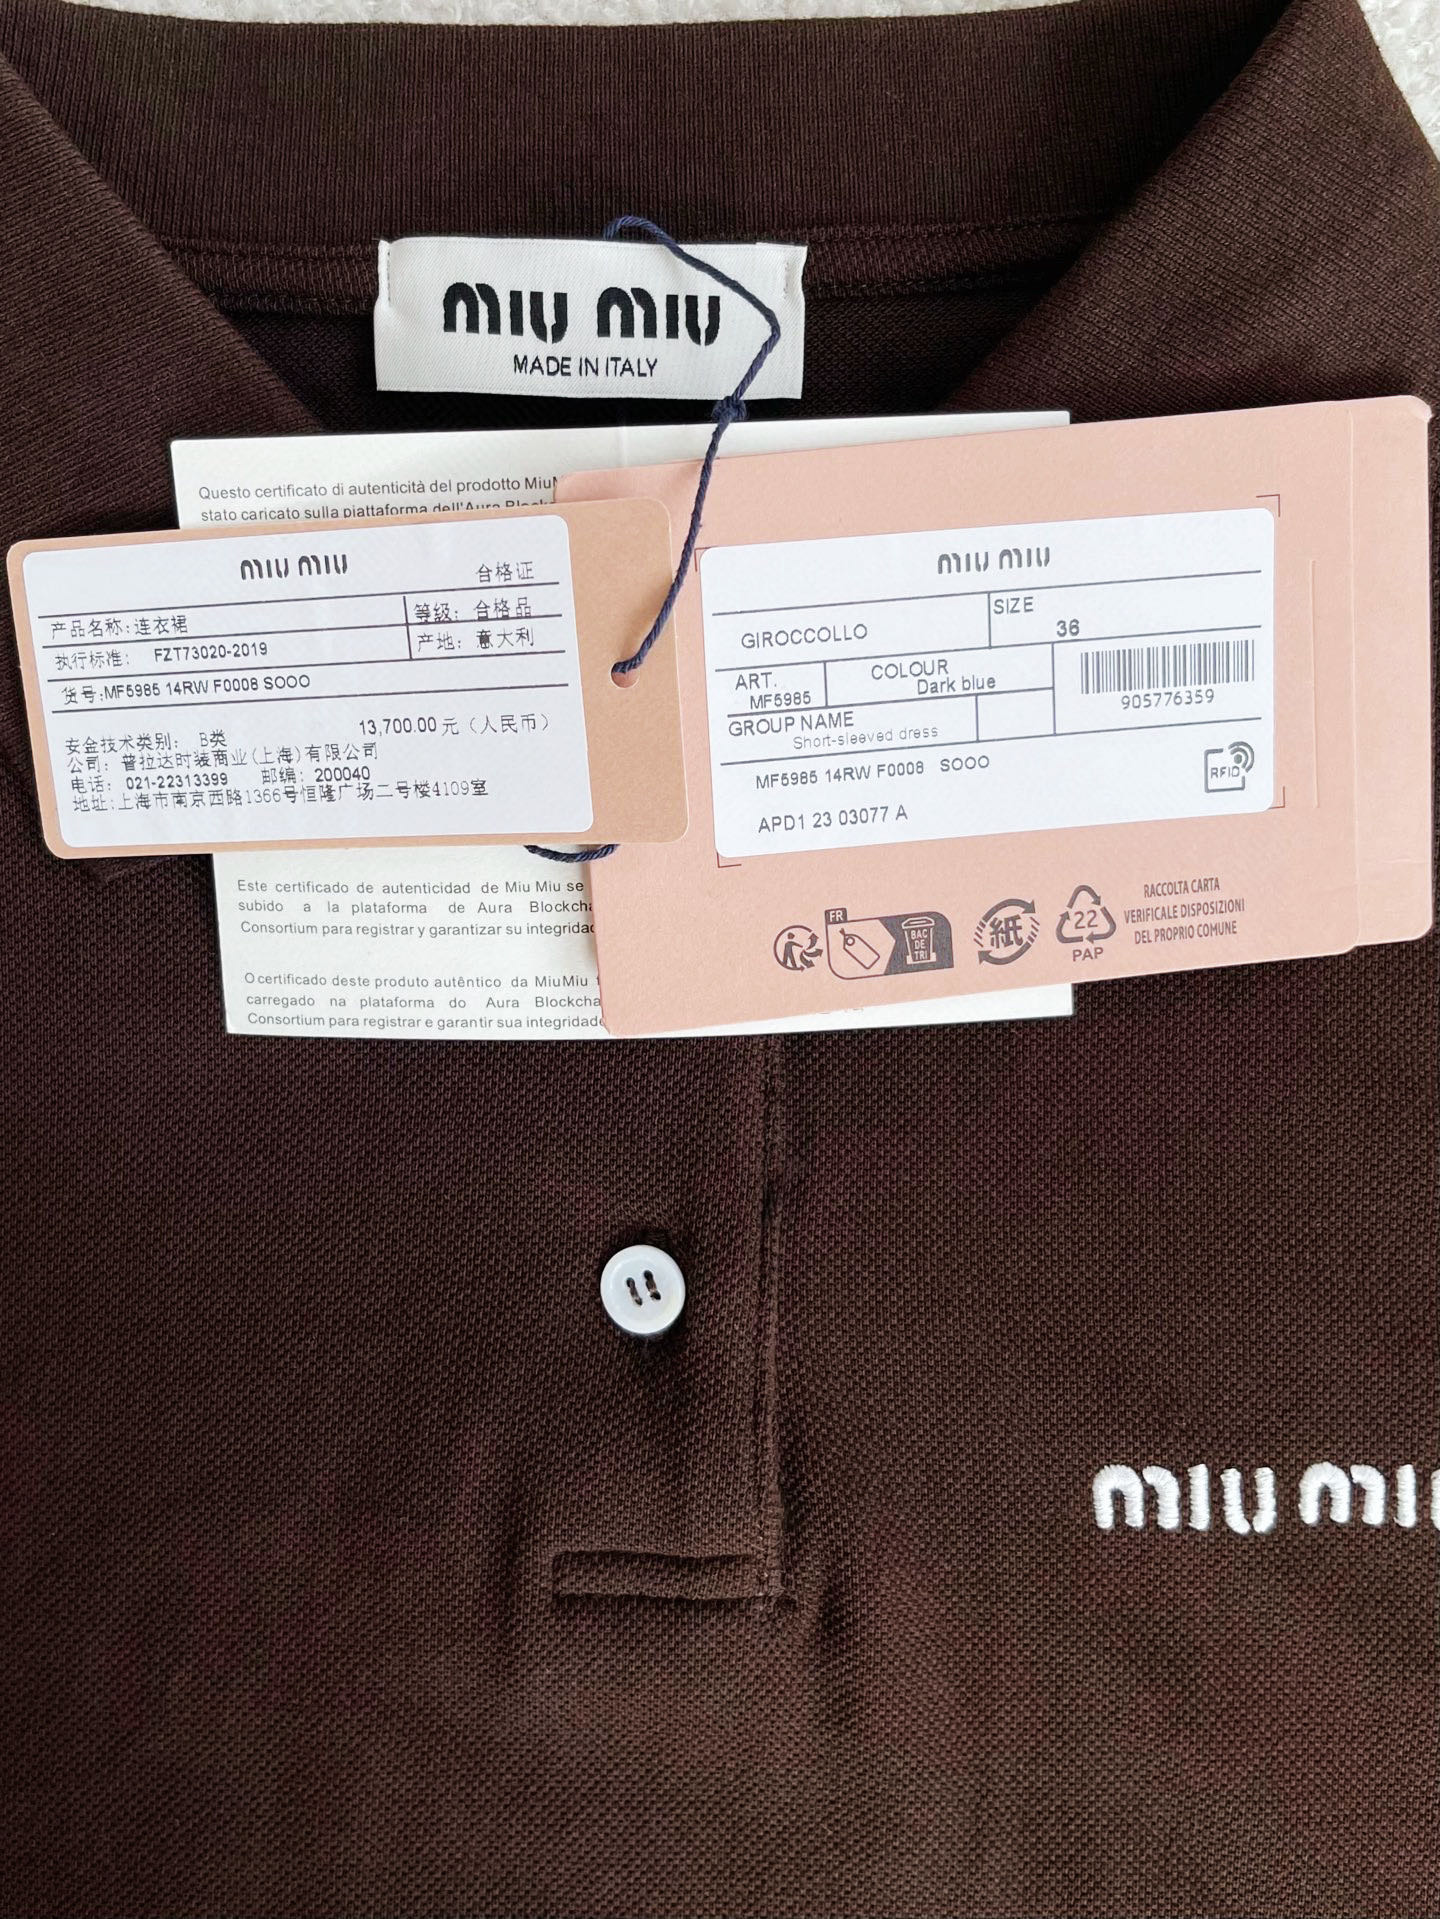 MIU MIU
MADE IN ITALY
Questo certificato di autenticità del prodotto Miu
stato caricato sulla piattaforma dell'Aura
MIU MIU
合格证
产品名称:连衣裙
等级: 合格品
执行标准: FZT73020-2019
产地: 意大利
货号:MF5985 14RW F0008 SOOO
13,700.00元(人民币)
安全技术类别: B类
公司: 普拉达时装商业(上海)有限公司
电话: 021-22313399 邮编: 200040
地址:上海市南京西路1366号恒隆广场二号楼4109室
MIU MIU
GIROCCOLLO
SIZE
36
ART.
MF5985
COLOUR
Dark blue
905776359
GROUP NAME
Short-sleeved dress
MF5985 14RW F0008 SOOO
RFID
APD1 23 03077 A
Este certificado de autenticidad de Miu Miu se
subido a la plataforma de Aura
Consortium para registrar y garantizar su
O certificado deste produto autêntico da MiuMiu
carregado na plataforma do Aura
Consortium para registrar e garantir sua
FR
BAC
DE
TRI
紙
22
PAP
RACCOLTA CARTA
VERIFICALE DISPOSIZIONI
DEL PROPRIO COMUNE
MIU